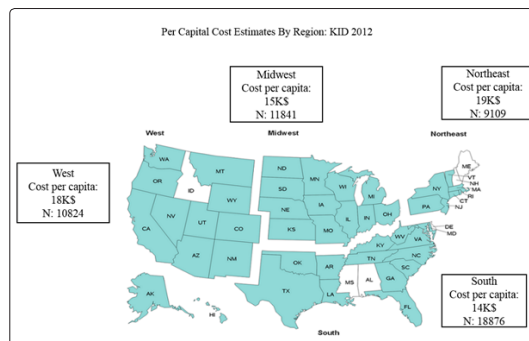 Per Capital Cost Estimates By Region: KID 2012
Midwest
Cost per capita:
15K$
N: 11841
Northeast
Cost per capita:
19K$
N: 9109
West
Midwest
Northeast
West
Cost per capita:
18K$
N: 10824
WA
OR
ID
MT
WY
NV
UT
CO
CA
AZ
NM
AK
HI
ND
SD
NE
KS
MN
IA
MO
WI
IL
MI
IN
OH
ME
VT
NH
MA
RI
CT
NJ
NY
PA
DE
MD
WV
VA
KY
NC
TN
SC
OK
AR
TX
LA
MS
AL
GA
FL
South
South
Cost per capita:
14K$
N: 18876